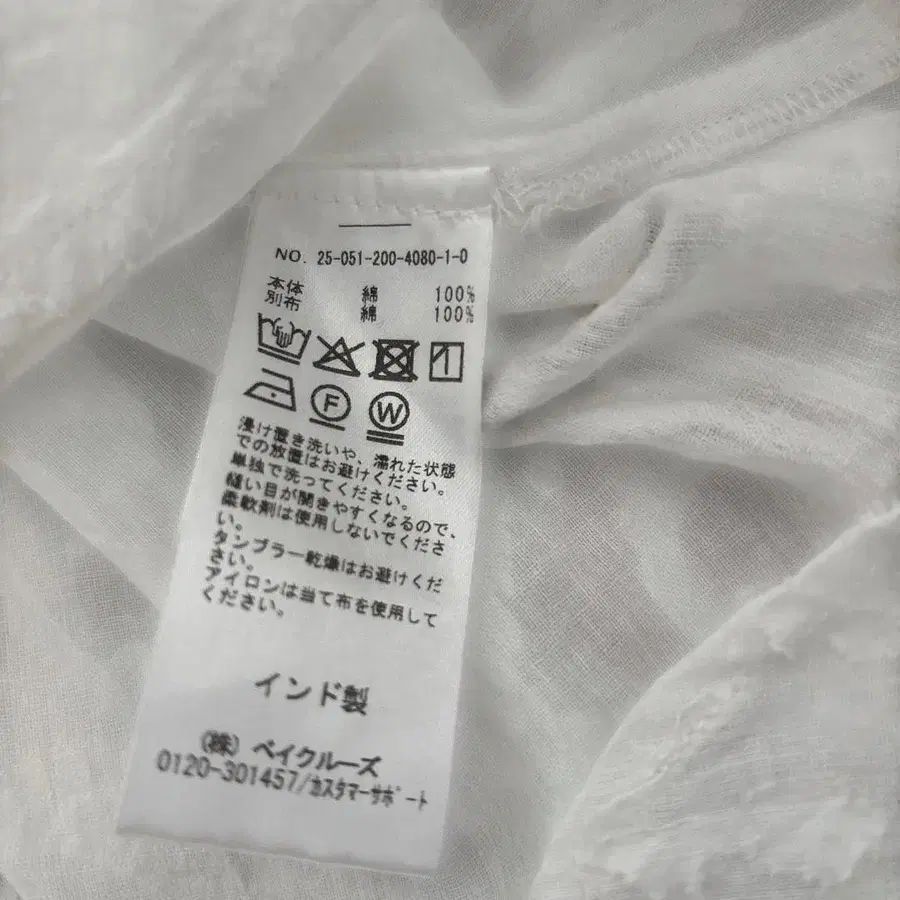 NO. 25-051-200-4080-1-0
本体 綿 100%
別布 綿 100%
F W
浸け置き洗いや、濡れた状態
での放置はお避けください。
単独で洗ってください。
縫い目が開きやすくなるので、
柔軟剤は使用しないでくださ
い。
タンブラー乾燥はお避けくだ
さい。
アイロンは当て布を使用して
ください。
インド製
(株) ベイクルーズ
0120-301457/カスタマーサポート